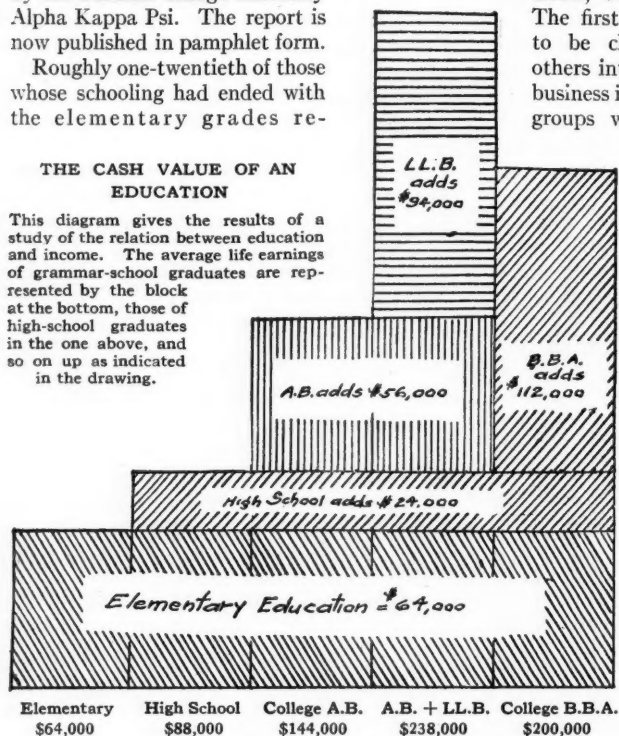 Alpha Kappa Psi. The report is
now published in pamphlet form.
Roughly one-twentieth of those
whose schooling had ended with
the elementary grades re-
The first
to be
others
business
groups
THE CASH VALUE OF AN
EDUCATION
This diagram gives the results of a
study of the relation between education
and income. The average life earnings
of grammar-school graduates are rep-
resented by the block
at the bottom, those of
high-school graduates
in the one above, and
so on up as indicated
in the drawing.
LL.B.
adds
$94,000
B.B.A.
adds
$112,000
A.B. adds $56,000
High School adds $24.000
Elementary Education = $64,000
Elementary High School College A.B. A.B. + LL.B. College B.B.A.
$64,000 $88,000 $144,000 $238,000 $200,000